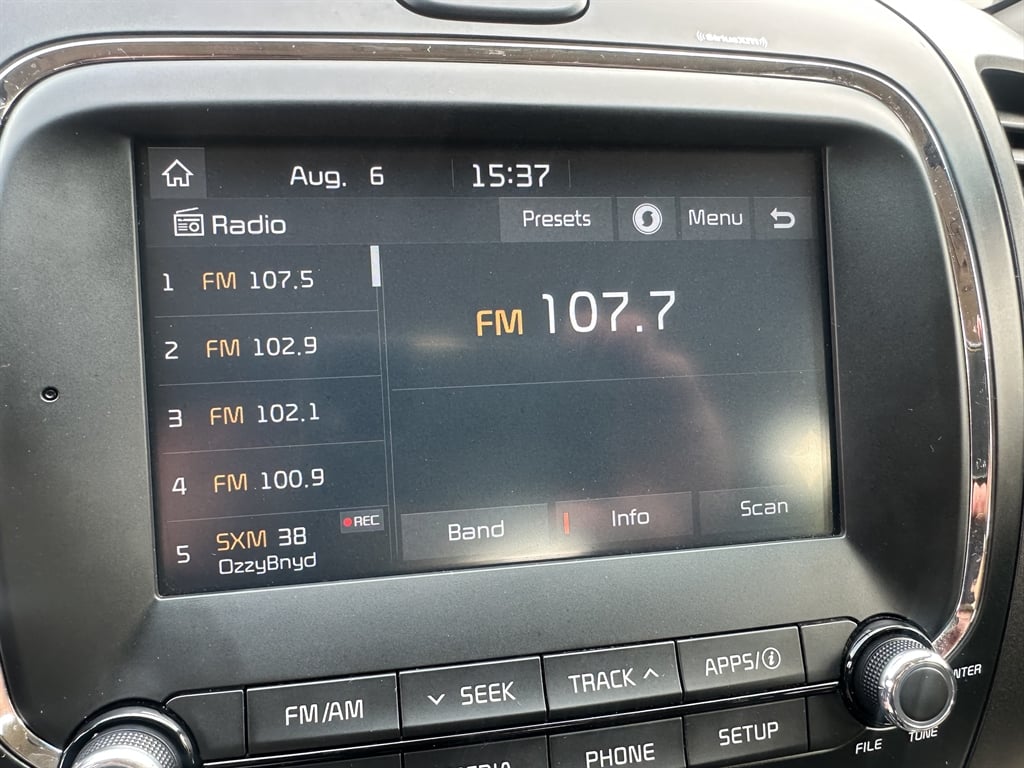 ((SiriusXM))
Aug. 6 15:37
Radio Presets Menu
1 FM 107.5
2 FM 102.9
3 FM 102.1
4 FM 100.9
5 SXM 38 REC
OzzyBnyd
FM 107.7
Band Info Scan
FM/AM SEEK TRACK APPS/i
PHONE SETUP
FILE TUNE